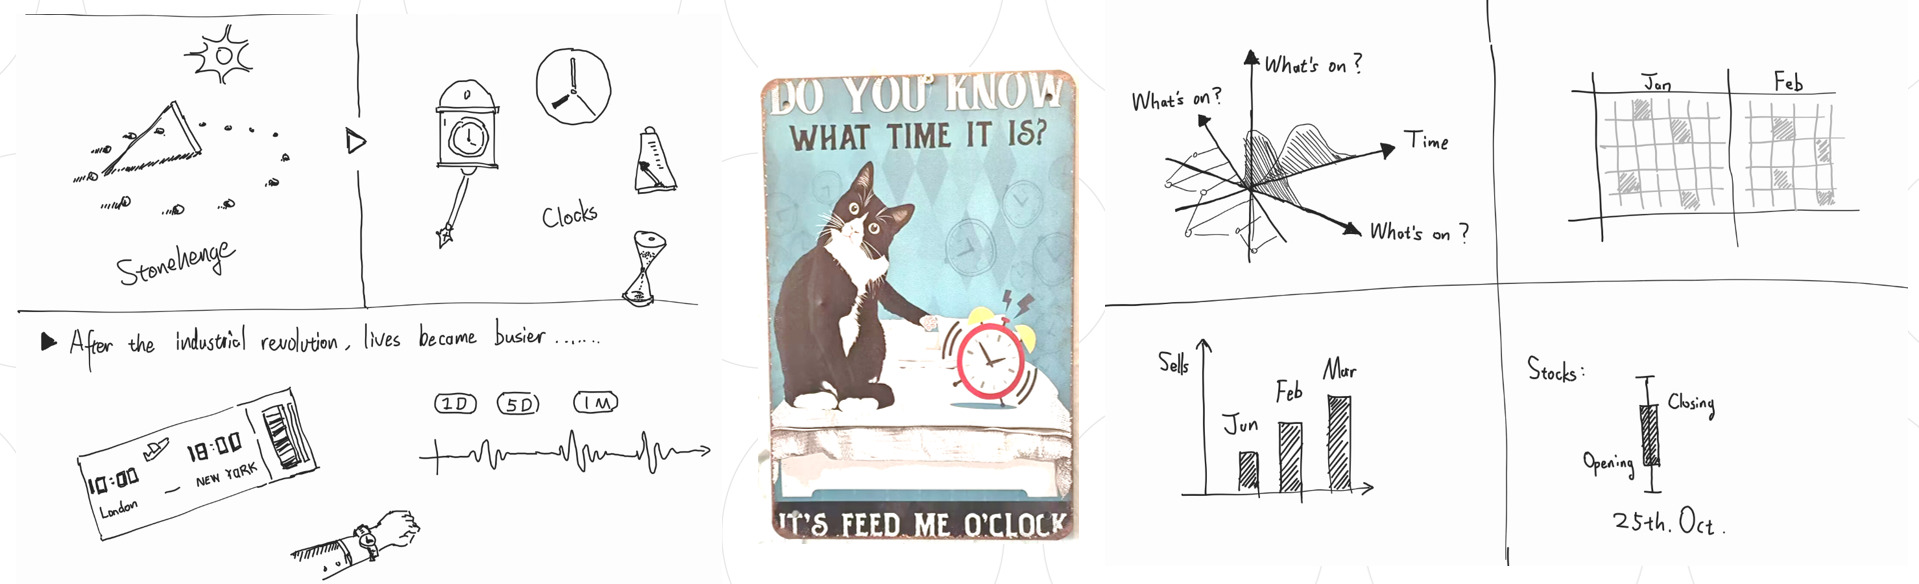 Stonehenge
Clocks
After the industrial revolution, lives become busier ......
10:00
18:00
London
—
NEW YORK
1D
5D
1M
DO YOU KNOW
WHAT TIME IT IS?
IT'S FEED ME O'CLOCK
What's on?
What's on?
Time
What's on?
Jan
Feb
Sells
Jan
Feb
Mar
Stocks:
Closing
Opening
25th. Oct.